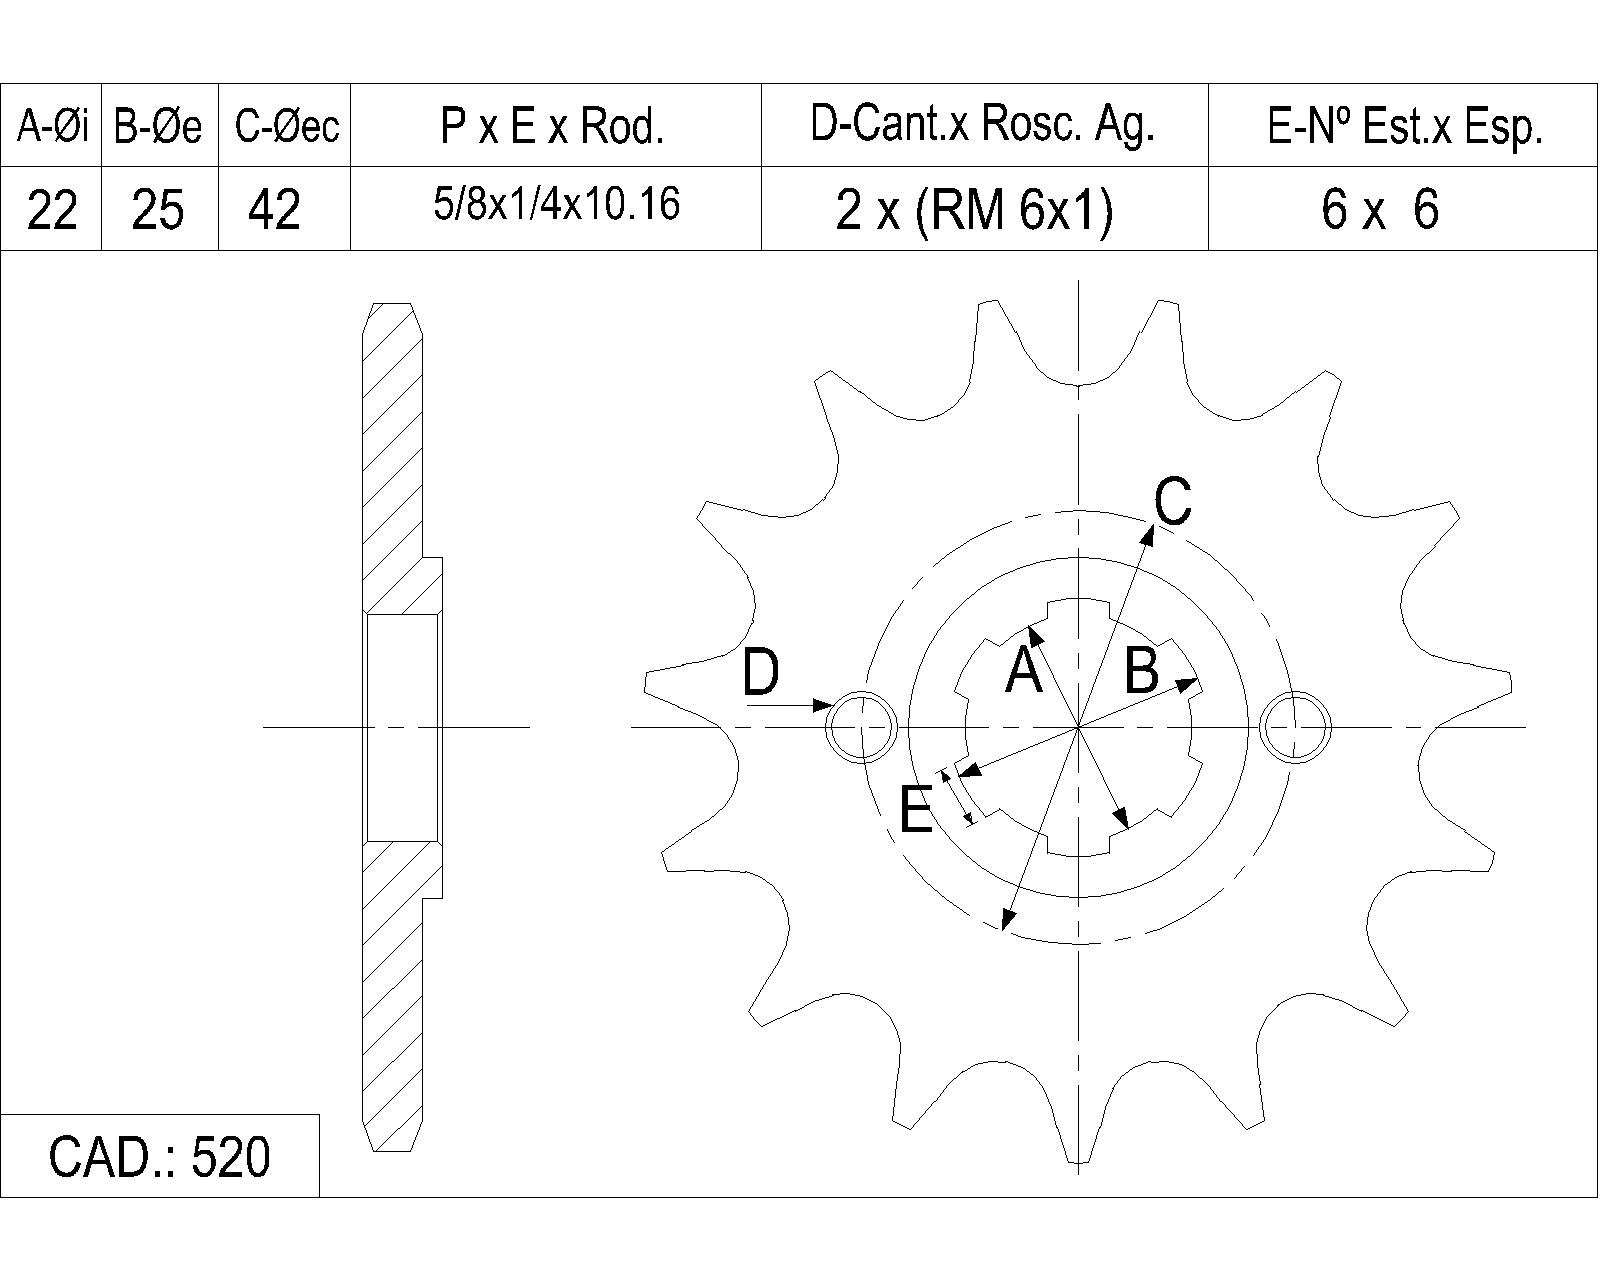 A-Øi B-Øe C-Øec P x E x Rod. D-Cant.x Rosc. Ag. E-Nº Est.x Esp.
22 25 42 5/8x1/4x10.16 2 x (RM 6x1) 6 x 6
C
A
B
D
E
CAD.: 520